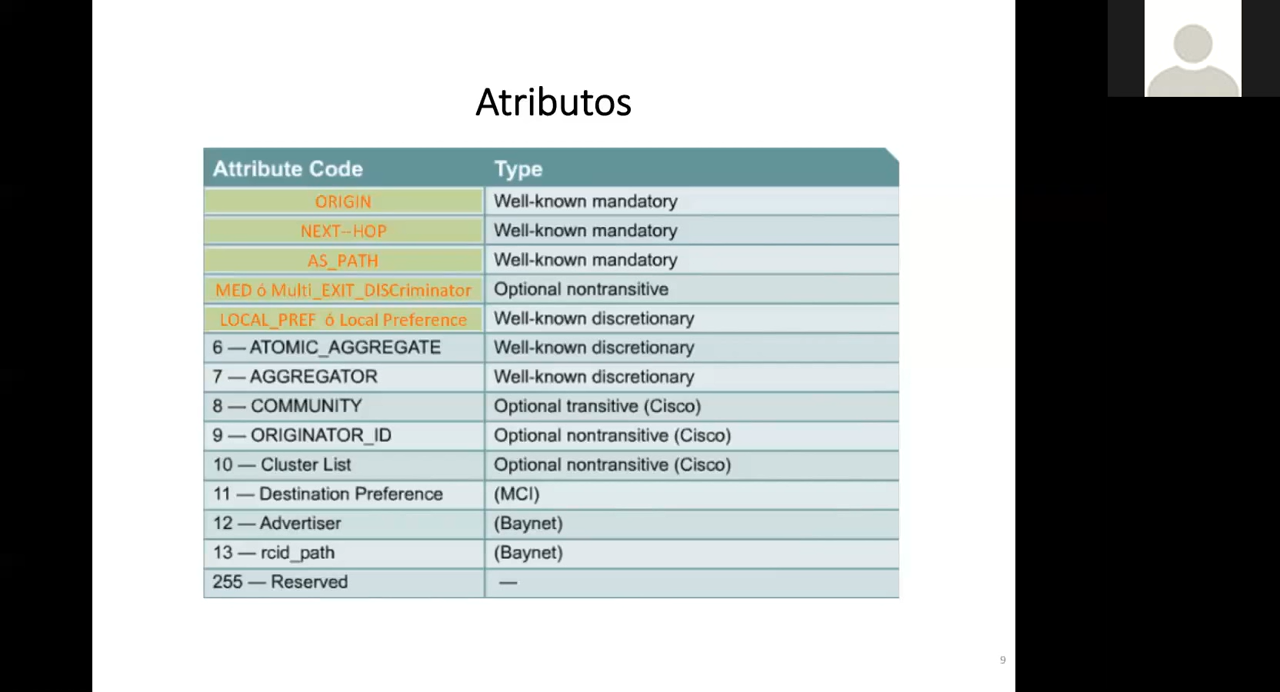 Atributos
Attribute Code Type
ORIGIN Well-known mandatory
NEXT--HOP Well-known mandatory
AS_PATH Well-known mandatory
MED ó Multi_EXIT_DISCriminator Optional nontransitive
LOCAL_PREF ó Local Preference Well-known discretionary
6 — ATOMIC_AGGREGATE Well-known discretionary
7 — AGGREGATOR Well-known discretionary
8 — COMMUNITY Optional transitive (Cisco)
9 — ORIGINATOR_ID Optional nontransitive (Cisco)
10 — Cluster List Optional nontransitive (Cisco)
11 — Destination Preference (MCI)
12 — Advertiser (Baynet)
13 — rcid_path (Baynet)
255 — Reserved —
9